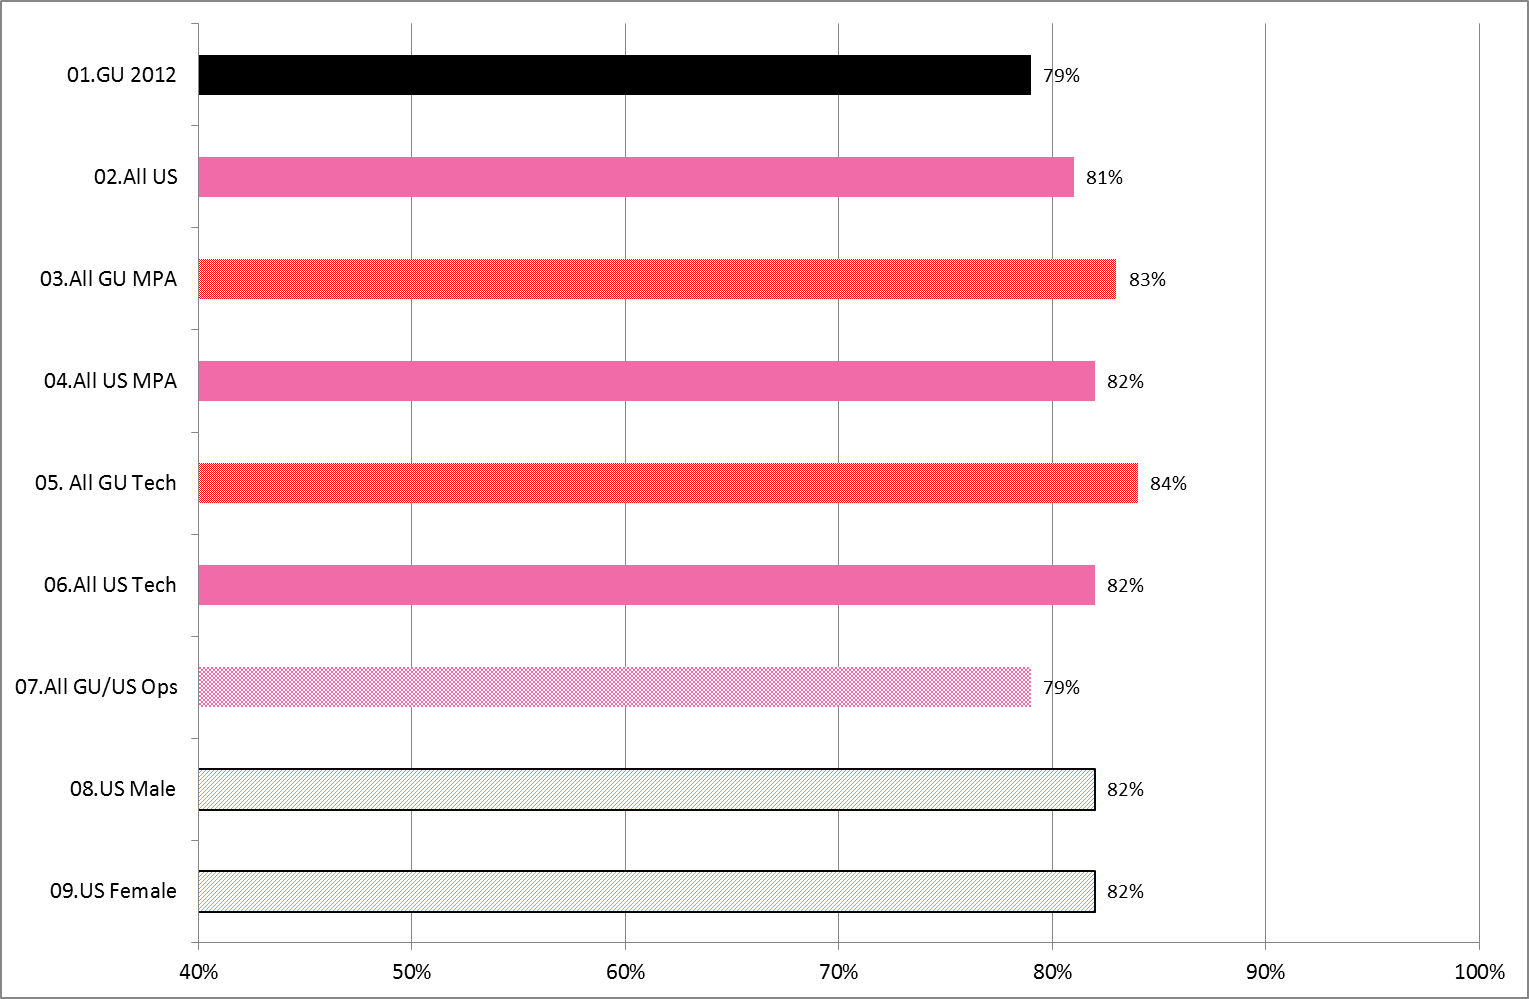 01.GU 2012 79%
02.All US 81%
03.All GU MPA 83%
04.All US MPA 82%
05. All GU Tech 84%
06.All US Tech 82%
07.All GU/US Ops 79%
08.US Male 82%
09.US Female 82%
40% 50% 60% 70% 80% 90% 100%